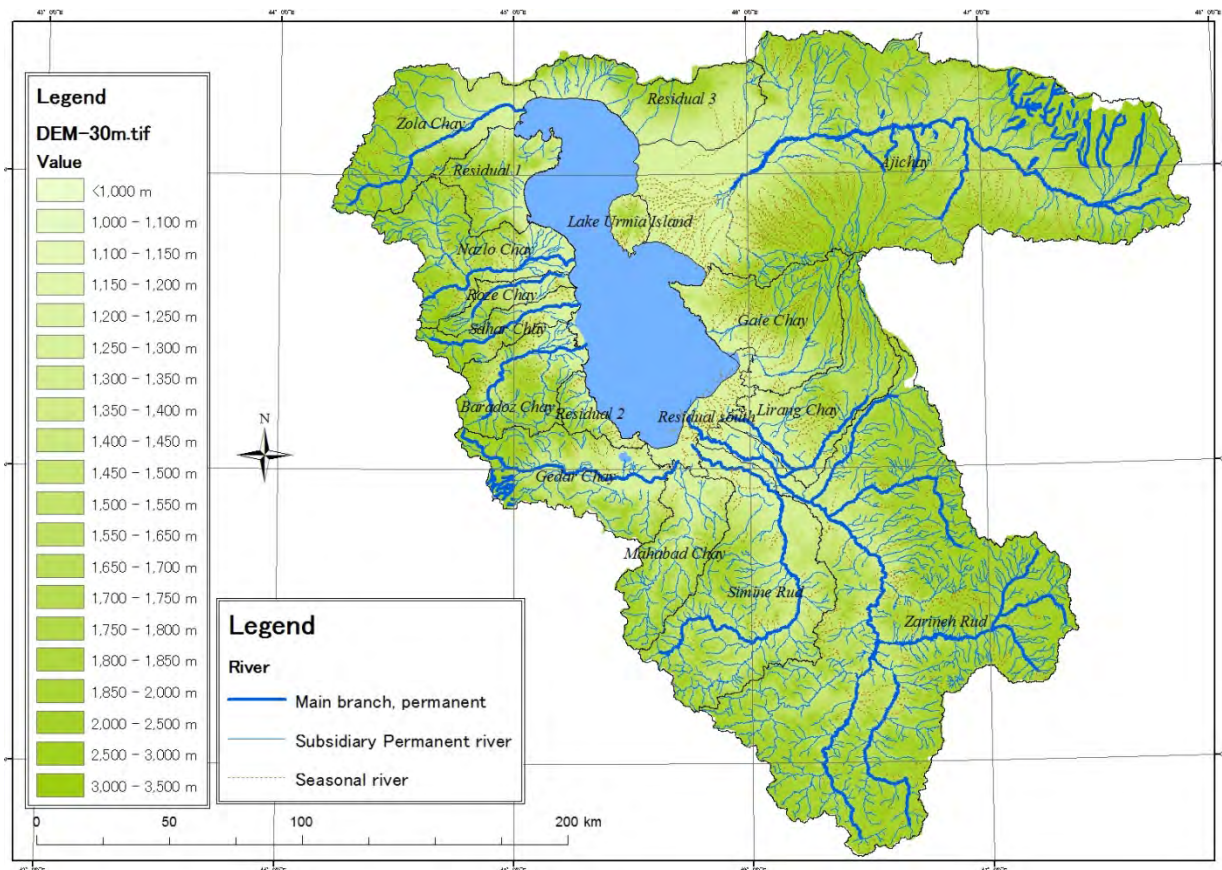 Legend
DEM-30m.tif
Value
<1,000 m
1,000 - 1,100 m
1,100 - 1,150 m
1,150 - 1,200 m
1,200 - 1,250 m
1,250 - 1,300 m
1,300 - 1,350 m
1,350 - 1,400 m
1,400 - 1,450 m
1,450 - 1,500 m
1,500 - 1,550 m
1,550 - 1,650 m
1,650 - 1,700 m
1,700 - 1,750 m
1,750 - 1,800 m
1,800 - 1,850 m
1,850 - 2,000 m
2,000 - 2,500 m
2,500 - 3,000 m
3,000 - 3,500 m
Residual 3
Zola Chay
Ajichay
Residual 1
Lake Urmia Island
Nazlo Chay
Roze Chay
Gale Chay
Sahar Chay
Baradoz Chay
Residual 2
Residual south
Lirang Chay
N
Gedar Chay
Mahabad Chay
Simine Rud
Zarineh Rud
Legend
River
Main branch, permanent
Subsidiary Permanent river
Seasonal river
0 50 100 200 km